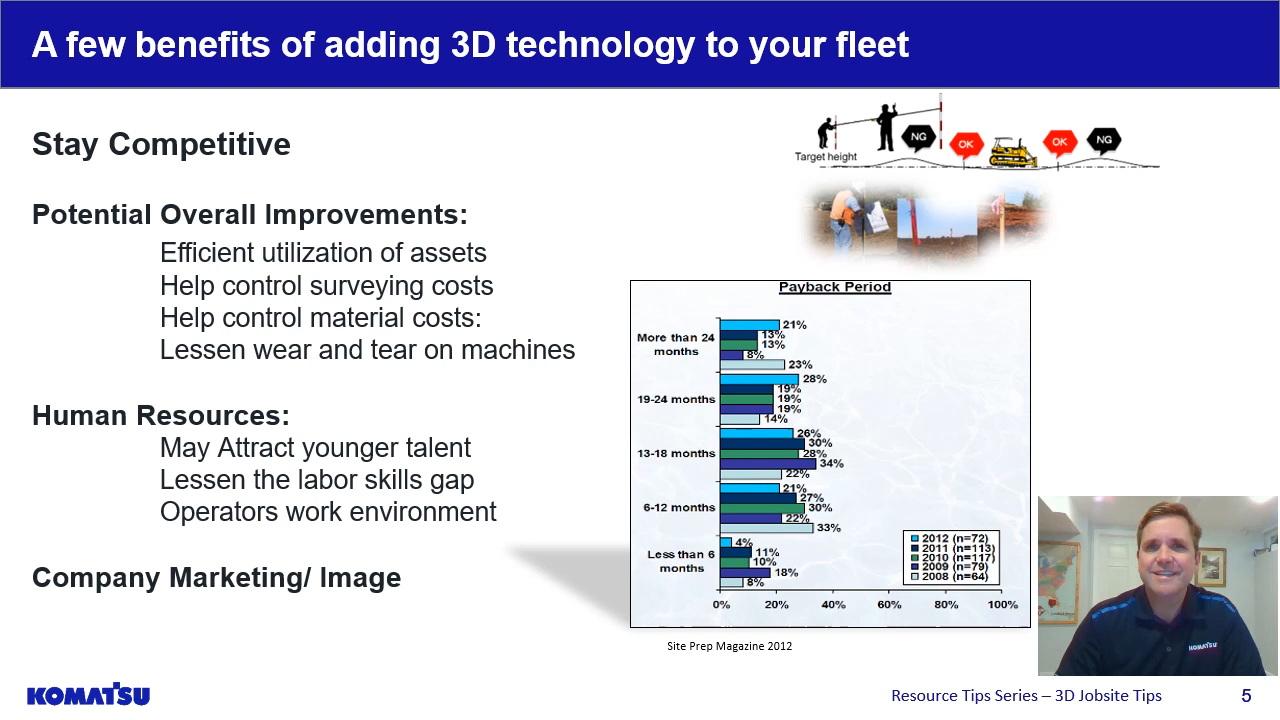 A few benefits of adding 3D technology to your fleet
Stay Competitive
Potential Overall Improvements:
Efficient utilization of assets
Help control surveying costs
Help control material costs:
Lessen wear and tear on machines
Human Resources:
May Attract younger talent
Lessen the labor skills gap
Operators work environment
Company Marketing/ Image
Target height
NG
OK
OK
NG
Payback Period
More than 24
months
21%
13%
13%
8%
23%
19-24 months
28%
19%
19%
19%
14%
13-18 months
26%
30%
28%
34%
22%
6-12 months
21%
27%
30%
22%
33%
Less than 6
months
4%
11%
10%
18%
8%
2012 (n=72)
2011 (n=113)
2010 (n=117)
2009 (n=79)
2008 (n=64)
0% 20% 40% 60% 80% 100%
Site Prep Magazine 2012
KOMATSU
KOMATSU
Resource Tips Series – 3D Jobsite Tips
5